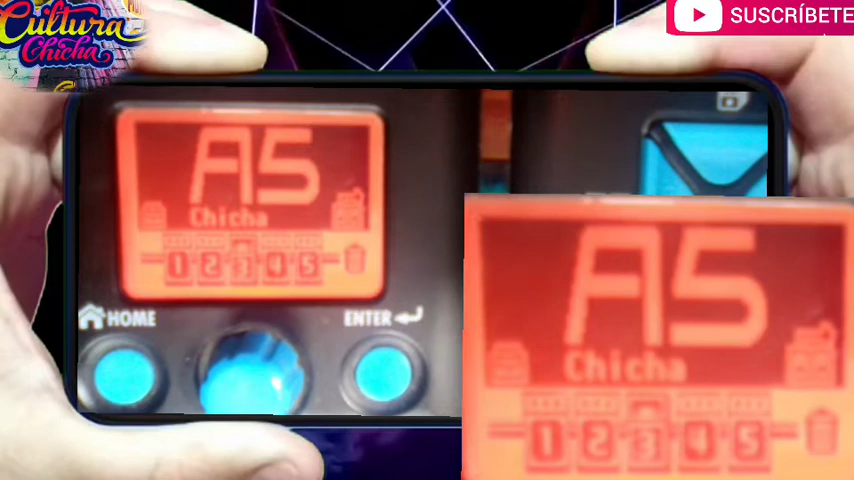 Cultura
Chicha
SUSCRÍBETE
A5
Chicha
1 2 3 4 5
HOME
ENTER
A5
Chicha
1 2 3 4 5